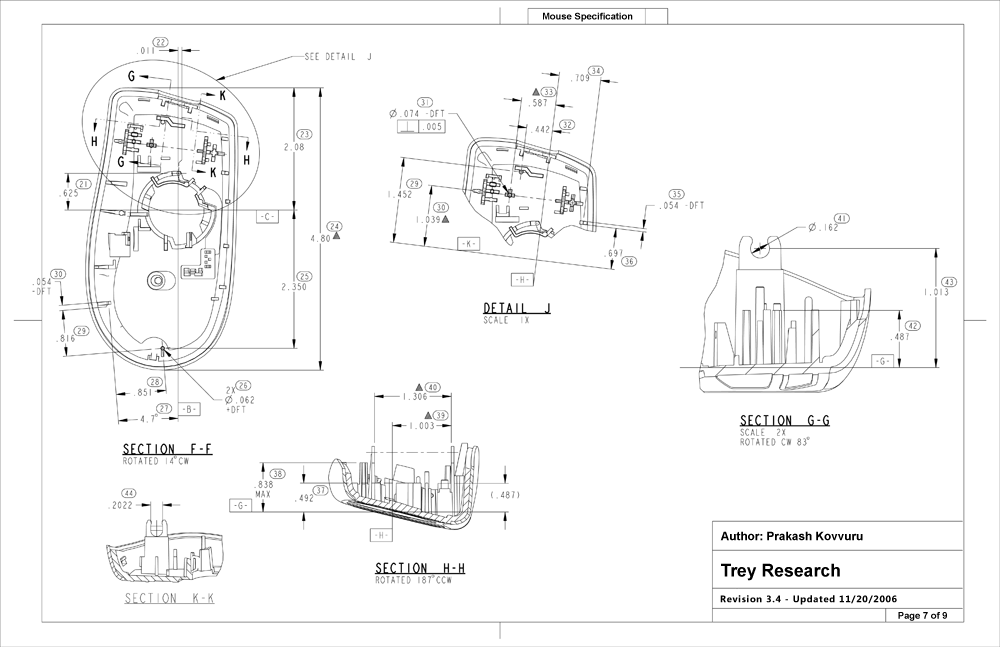 Mouse Specification
22
.011
SEE DETAIL J
G
K
H
H
G
K
23
2.08
21
.625
-C-
24
4.80
25
2.350
30
.054
-DFT
29
.816
28
.851
27
4.7°
26
2X
Ø.062
+DFT
-B-
SECTION F-F
ROTATED 14°CW
34
.709
33
.587
32
.442
31
Ø.074 -DFT
⊥ .005
29
1.452
30
1.039
-K-
-H-
35
.054 -DFT
.697
36
DETAIL J
SCALE 1X
41
Ø.162
43
1.013
42
.487
-G-
SECTION G-G
SCALE 2X
ROTATED CW 83°
40
1.306
39
1.003
38
.838
MAX
37
.492
(.487)
-G-
-H-
SECTION H-H
ROTATED 187°CCW
44
.2022
SECTION K-K
Author: Prakash Kovvuru
Trey Research
Revision 3.4 - Updated 11/20/2006
Page 7 of 9